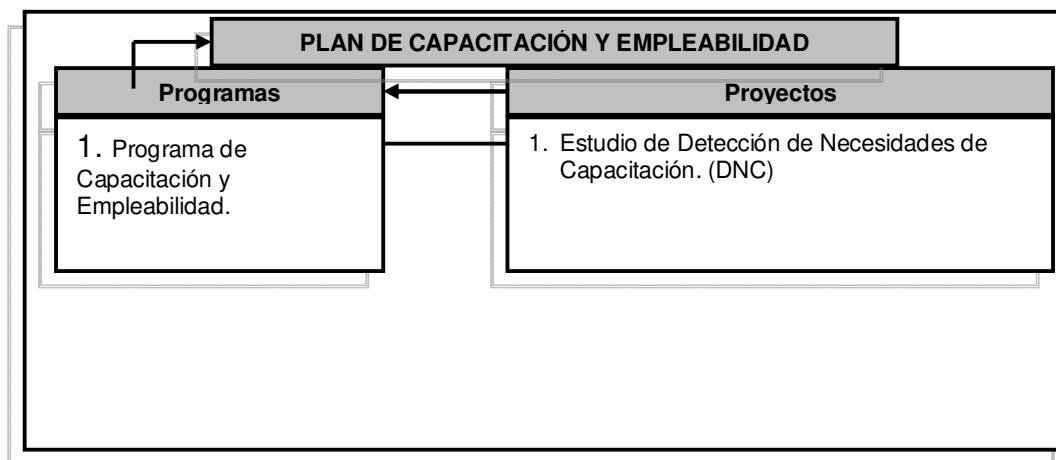 PLAN DE CAPACITACIÓN Y EMPLEABILIDAD
Programas
1. Programa de
Capacitación y
Empleabilidad.
Proyectos
1. Estudio de Detección de Necesidades de
Capacitación. (DNC)